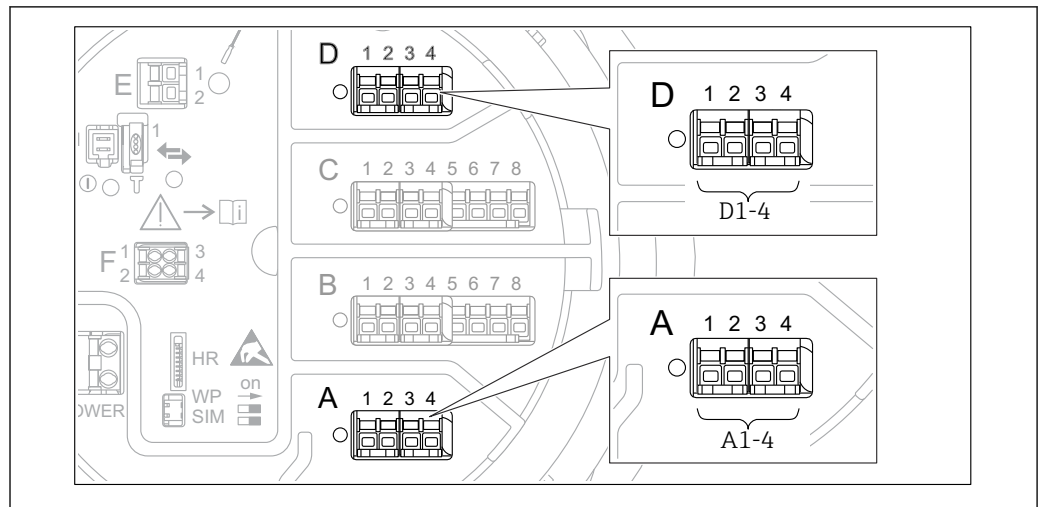 D 1 2 3 4
E 1
2
1
D
1 2 3 4
D1-4
C 1 2 3 4 5 6 7 8
i
F 1 3
2 4
B 1 2 3 4 5 6 7 8
A
1 2 3 4
A1-4
HR
WP on
SIM
OWER
A 1 2 3 4